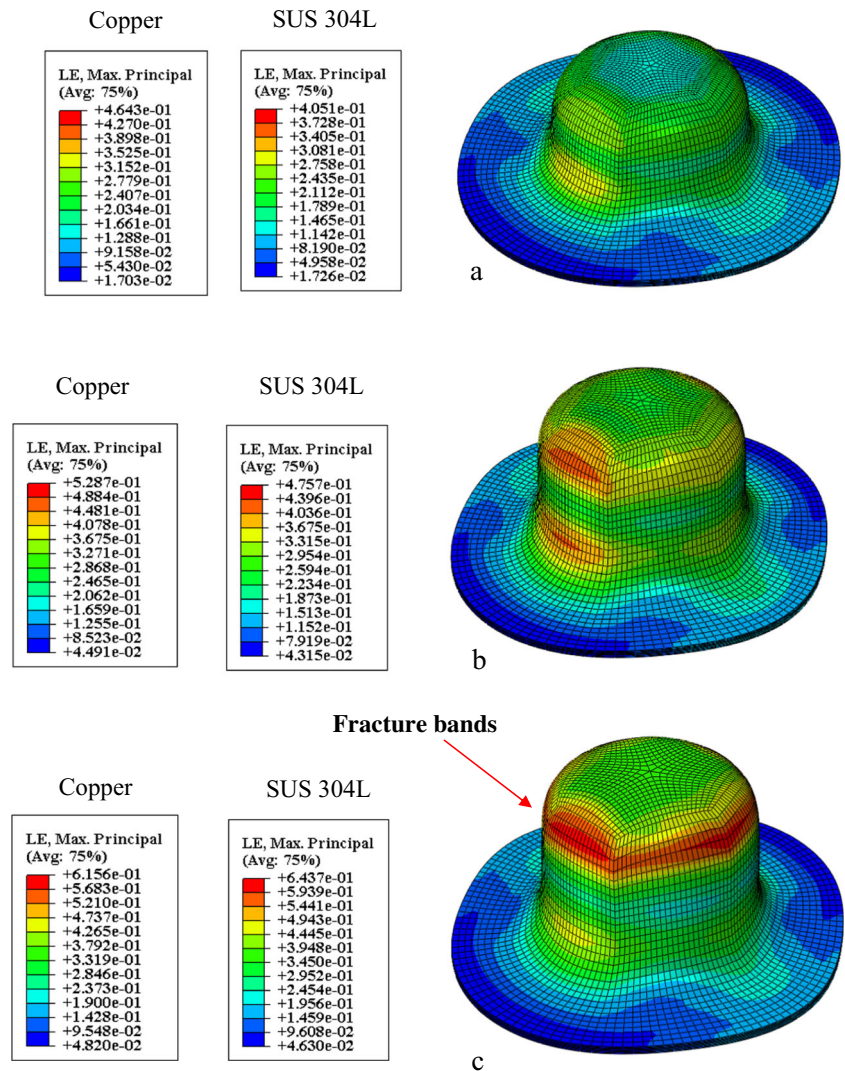 Copper
SUS 304L
LE, Max. Principal
(Avg: 75%)
+4.643e-01
+4.270e-01
+3.898e-01
+3.525e-01
+3.152e-01
+2.779e-01
+2.407e-01
+2.034e-01
+1.661e-01
+1.288e-01
+9.158e-02
+5.430e-02
+1.703e-02
LE, Max. Principal
(Avg: 75%)
+4.051e-01
+3.728e-01
+3.405e-01
+3.081e-01
+2.758e-01
+2.435e-01
+2.112e-01
+1.789e-01
+1.465e-01
+1.142e-01
+8.190e-02
+4.958e-02
+1.726e-02
a
Copper
SUS 304L
LE, Max. Principal
(Avg: 75%)
+5.287e-01
+4.884e-01
+4.481e-01
+4.078e-01
+3.675e-01
+3.271e-01
+2.868e-01
+2.465e-01
+2.062e-01
+1.659e-01
+1.255e-01
+8.523e-02
+4.491e-02
LE, Max. Principal
(Avg: 75%)
+4.757e-01
+4.396e-01
+4.036e-01
+3.675e-01
+3.315e-01
+2.954e-01
+2.594e-01
+2.234e-01
+1.873e-01
+1.513e-01
+1.152e-01
+7.919e-02
+4.315e-02
b
Fracture bands
Copper
SUS 304L
LE, Max. Principal
(Avg: 75%)
+6.156e-01
+5.683e-01
+5.210e-01
+4.737e-01
+4.265e-01
+3.792e-01
+3.319e-01
+2.846e-01
+2.373e-01
+1.900e-01
+1.428e-01
+9.548e-02
+4.820e-02
LE, Max. Principal
(Avg: 75%)
+6.437e-01
+5.939e-01
+5.441e-01
+4.943e-01
+4.445e-01
+3.948e-01
+3.450e-01
+2.952e-01
+2.454e-01
+1.956e-01
+1.459e-01
+9.608e-02
+4.630e-02
c